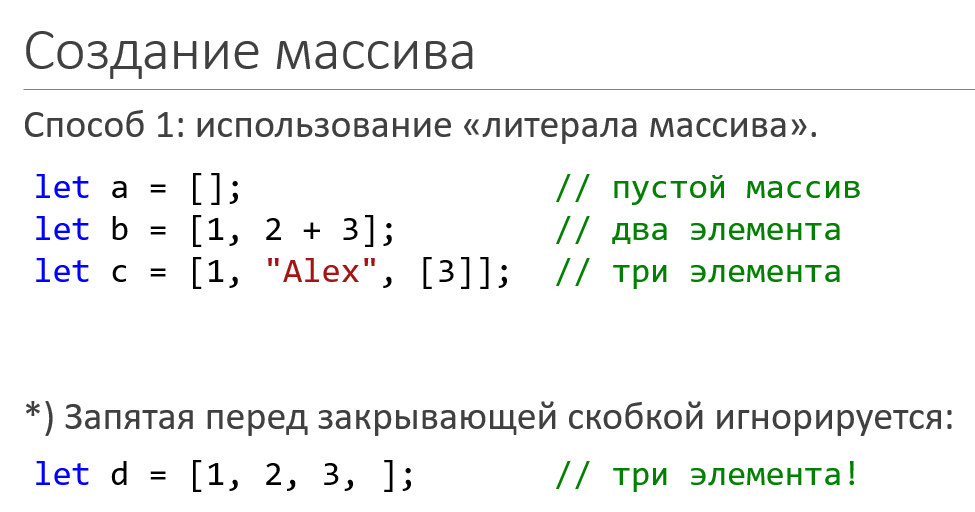 Создание массива
Способ 1: использование «литерала массива».
let a = []; // пустой массив
let b = [1, 2 + 3]; // два элемента
let c = [1, "Alex", [3]]; // три элемента
*) Запятая перед закрывающей скобкой игнорируется:
let d = [1, 2, 3, ]; // три элемента!